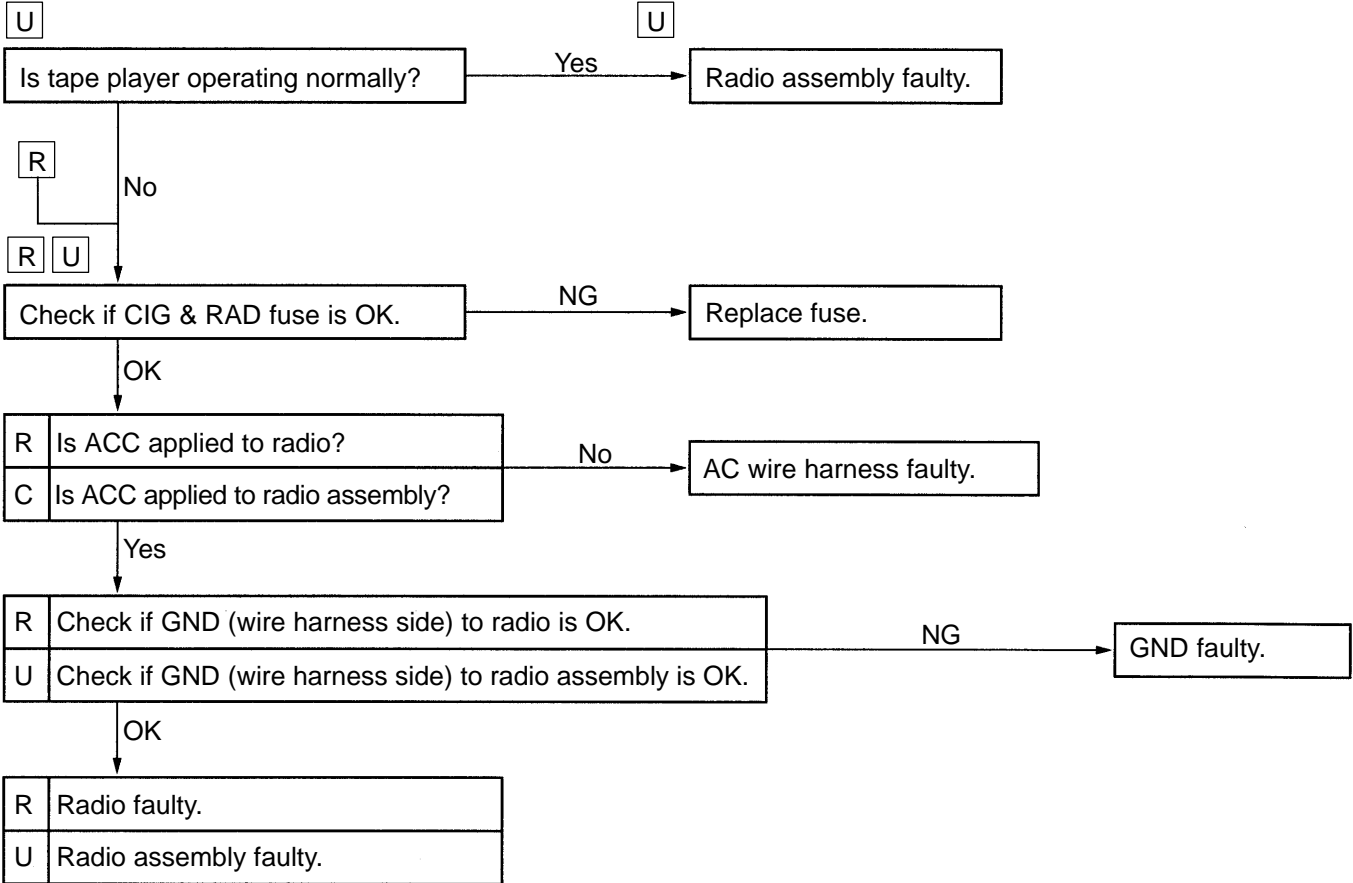 U
U
Is tape player operating normally?
Yes
Radio assembly faulty.
R
No
R U
Check if CIG & RAD fuse is OK.
NG
Replace fuse.
OK
R Is ACC applied to radio?
No
AC wire harness faulty.
C Is ACC applied to radio assembly?
Yes
R Check if GND (wire harness side) to radio is OK.
NG
GND faulty.
U Check if GND (wire harness side) to radio assembly is OK.
OK
R Radio faulty.
U Radio assembly faulty.